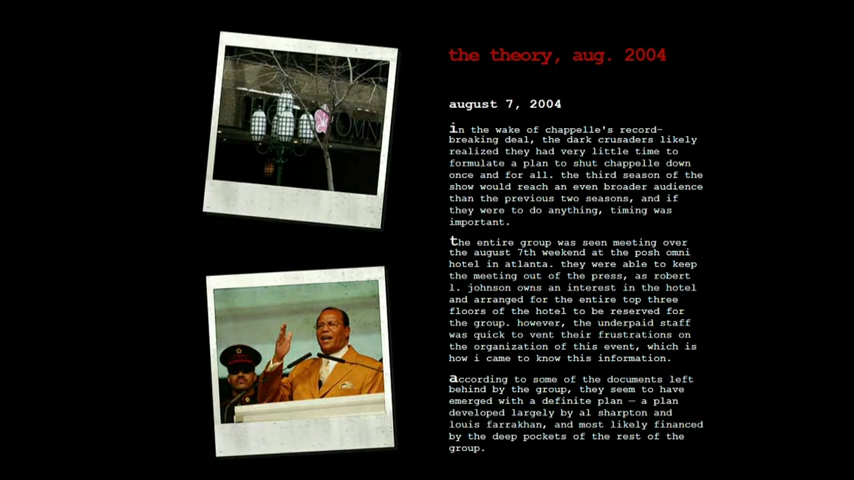 OMNI
the theory, aug. 2004
august 7, 2004
in the wake of chappelle's record-
breaking deal, the dark crusaders likely
realized they had very little time to
formulate a plan to shut chappelle down
once and for all. the third season of the
show would reach an even broader audience
than the previous two seasons, and if
they were to do anything, timing was
important.
the entire group was seen meeting over
the august 7th weekend at the posh omni
hotel in atlanta. they were able to keep
the meeting out of the press, as robert
l. johnson owns an interest in the hotel
and arranged for the entire top three
floors of the hotel to be reserved for
the group. however, the underpaid staff
was quick to vent their frustrations on
the organization of this event, which is
how i came to know this information.
according to some of the documents left
behind by the group, they seem to have
emerged with a definite plan – a plan
developed largely by al sharpton and
louis farrakhan, and most likely financed
by the deep pockets of the rest of the
group.